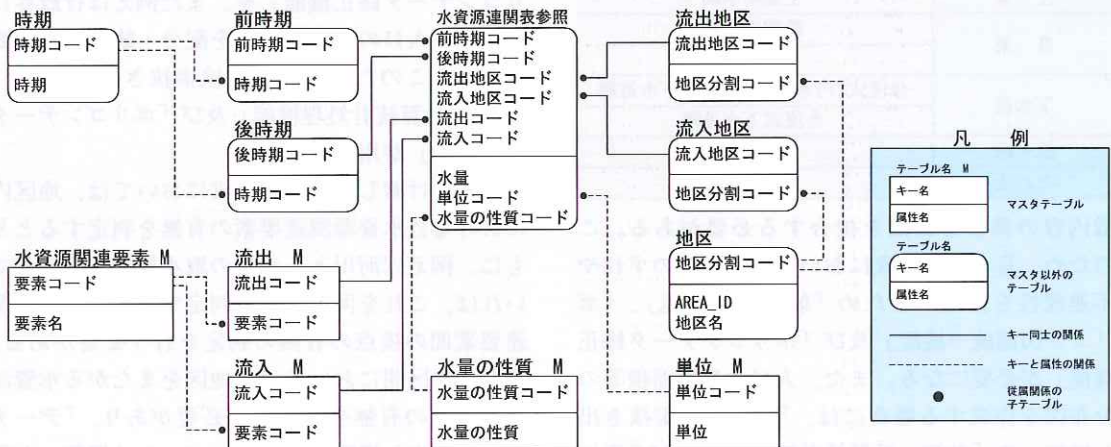 時期
時期コード
時期
前時期
前時期コード
時期コード
後時期
後時期コード
時期コード
水資源連関表参照
前時期コード
後時期コード
流出地区コード
流入地区コード
流出コード
流入コード
水量
単位コード
水量の性質コード
流出地区
流出地区コード
地区分割コード
流入地区
流入地区コード
地区分割コード
地区
地区分割コード
AREA_ID
地区名
水資源関連要素 M
要素コード
要素名
流出 M
流出コード
要素コード
流入 M
流入コード
要素コード
水量の性質 M
水量の性質コード
水量の性質
単位 M
単位コード
単位
凡 例
テーブル名 M
キー名
属性名
マスタテーブル
テーブル名
キー名
属性名
マスタ以外の
テーブル
キー同士の関係
キーと属性の関係
従属関係の
子テーブル